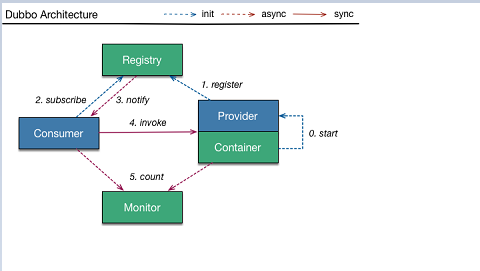 Dubbo Architecture
init
async
sync
Registry
1. register
2. subscribe
3. notify
Provider
4. invoke
Consumer
0. start
Container
5. count
Monitor